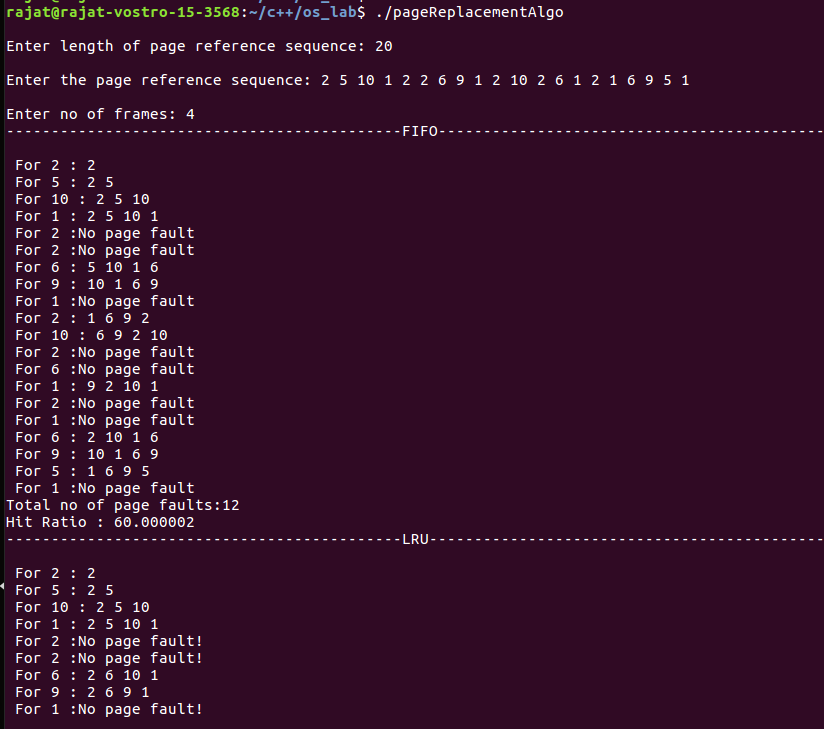 rajat@rajat-vostro-15-3568:~/c++/os_lab$ ./pageReplacementAlgo
Enter length of page reference sequence: 20
Enter the page reference sequence: 2 5 10 1 2 2 6 9 1 2 10 2 6 1 2 1 6 9 5 1
Enter no of frames: 4
--------------------------------------------FIFO-------------------------------------------
For 2 : 2
For 5 : 2 5
For 10 : 2 5 10
For 1 : 2 5 10 1
For 2 :No page fault
For 2 :No page fault
For 6 : 5 10 1 6
For 9 : 10 1 6 9
For 1 :No page fault
For 2 : 1 6 9 2
For 10 : 6 9 2 10
For 2 :No page fault
For 6 :No page fault
For 1 : 9 2 10 1
For 2 :No page fault
For 1 :No page fault
For 6 : 2 10 1 6
For 9 : 10 1 6 9
For 5 : 1 6 9 5
For 1 :No page fault
Total no of page faults:12
Hit Ratio : 60.000002
--------------------------------------------LRU--------------------------------------------
For 2 : 2
For 5 : 2 5
For 10 : 2 5 10
For 1 : 2 5 10 1
For 2 :No page fault!
For 2 :No page fault!
For 6 : 2 6 10 1
For 9 : 2 6 9 1
For 1 :No page fault!